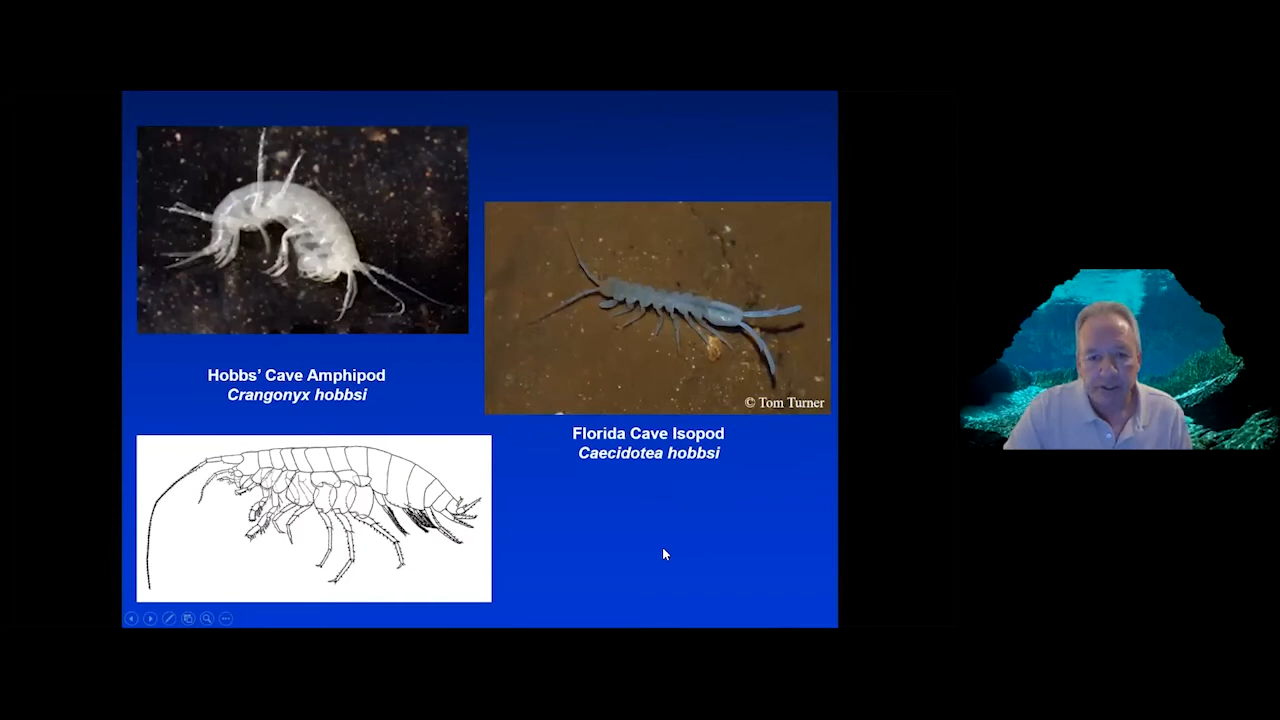 Hobbs’ Cave Amphipod
Crangonyx hobbsi
© Tom Turner
Florida Cave Isopod
Caecidotea hobbsi